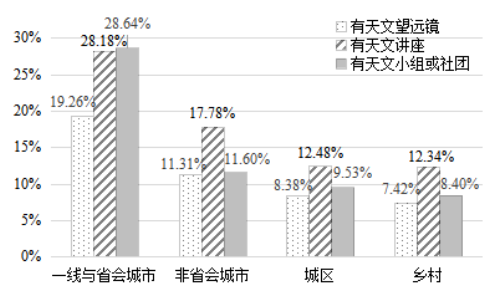 28.64%
30%
有天文望远镜
28.18%
有天文讲座
25%
有天文小组或社团
20%
19.26%
17.78%
15%
12.48%
12.34%
11.31%
11.60%
10%
9.53%
8.38%
7.42%
8.40%
5%
0%
一线与省会城市
非省会城市
城区
乡村